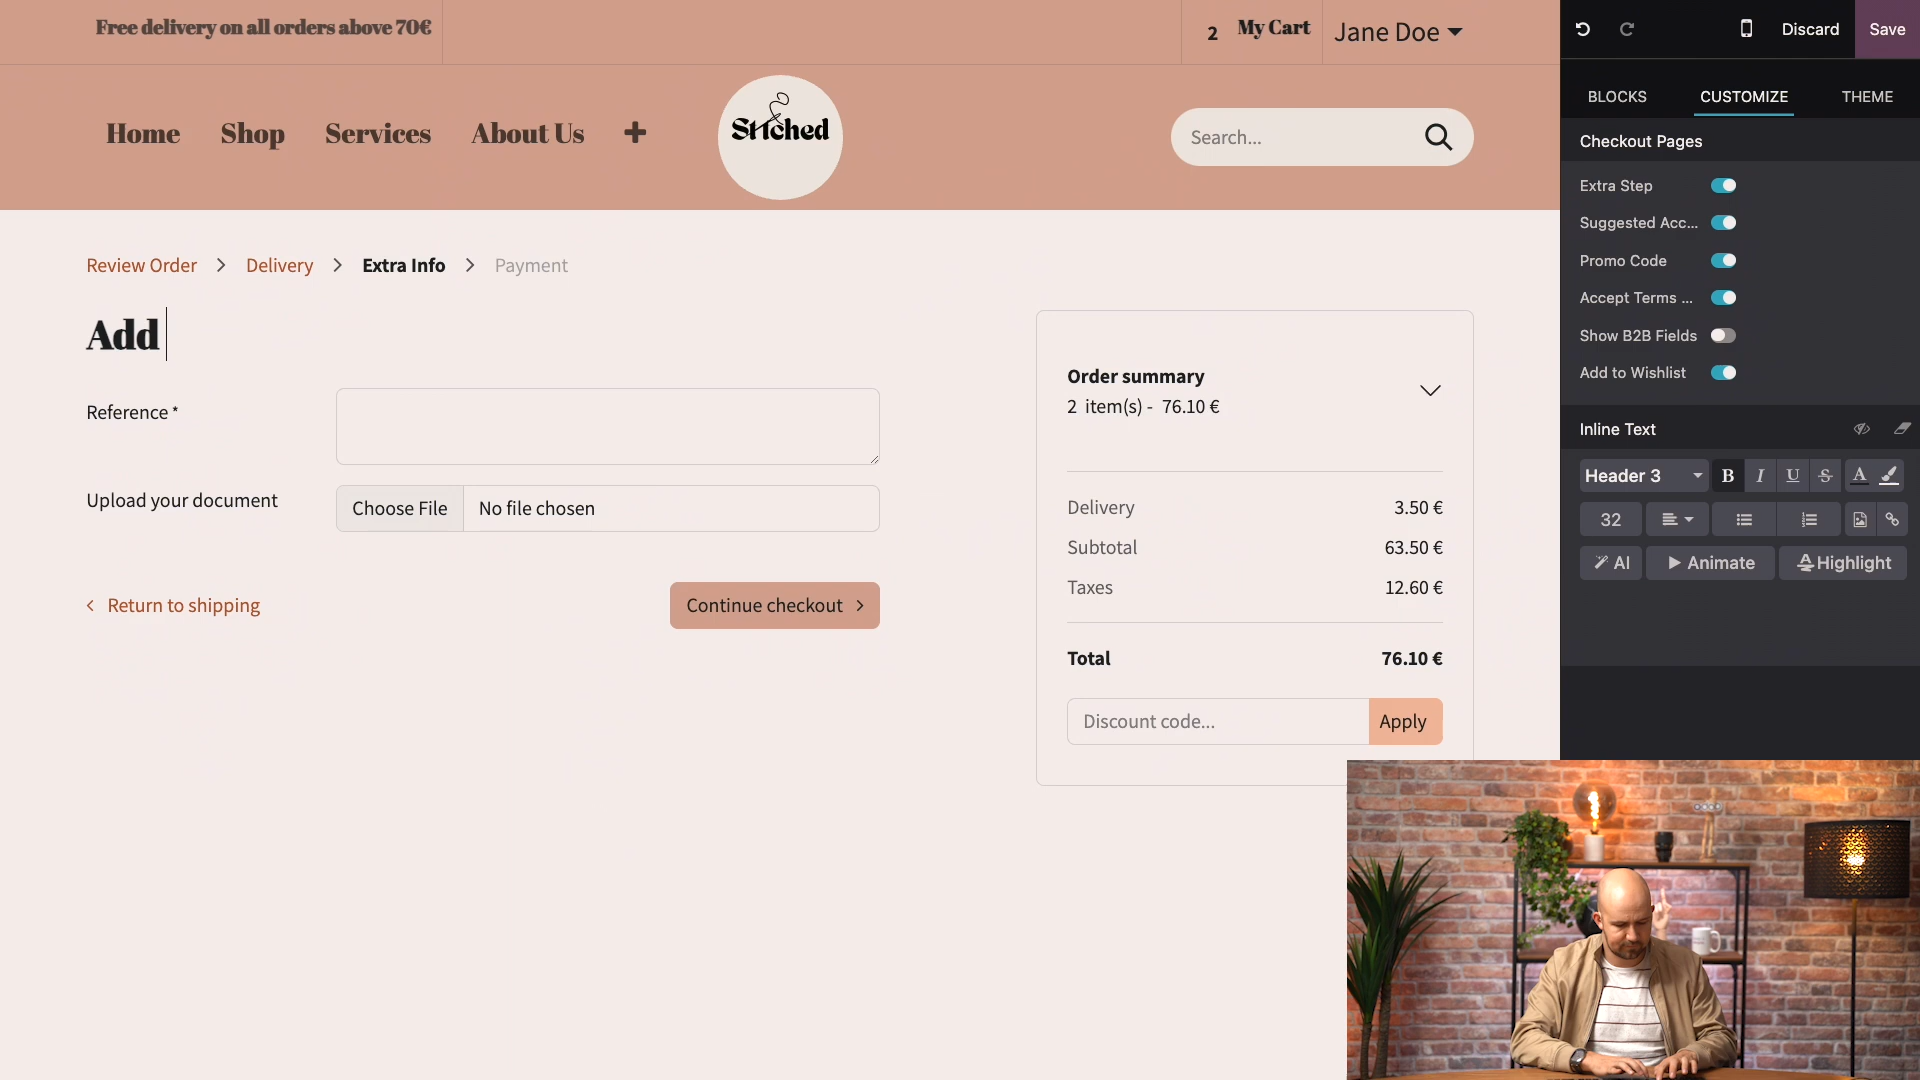 Free delivery on all orders above 70€
2 My Cart
Jane Doe
Discard
Save
Home
Shop
Services
About Us
Stitched
Search...
BLOCKS
CUSTOMIZE
THEME
Checkout Pages
Extra Step
Suggested Acc...
Promo Code
Accept Terms ...
Show B2B Fields
Add to Wishlist
Review Order > Delivery > Extra Info > Payment
Add
Reference *
Upload your document
Choose File
No file chosen
< Return to shipping
Continue checkout >
Order summary
2 item(s) - 76.10 €
Delivery 3.50 €
Subtotal 63.50 €
Taxes 12.60 €
Total 76.10 €
Discount code...
Apply
Inline Text
Header 3
B I U S A
32
AI
Animate
Highlight